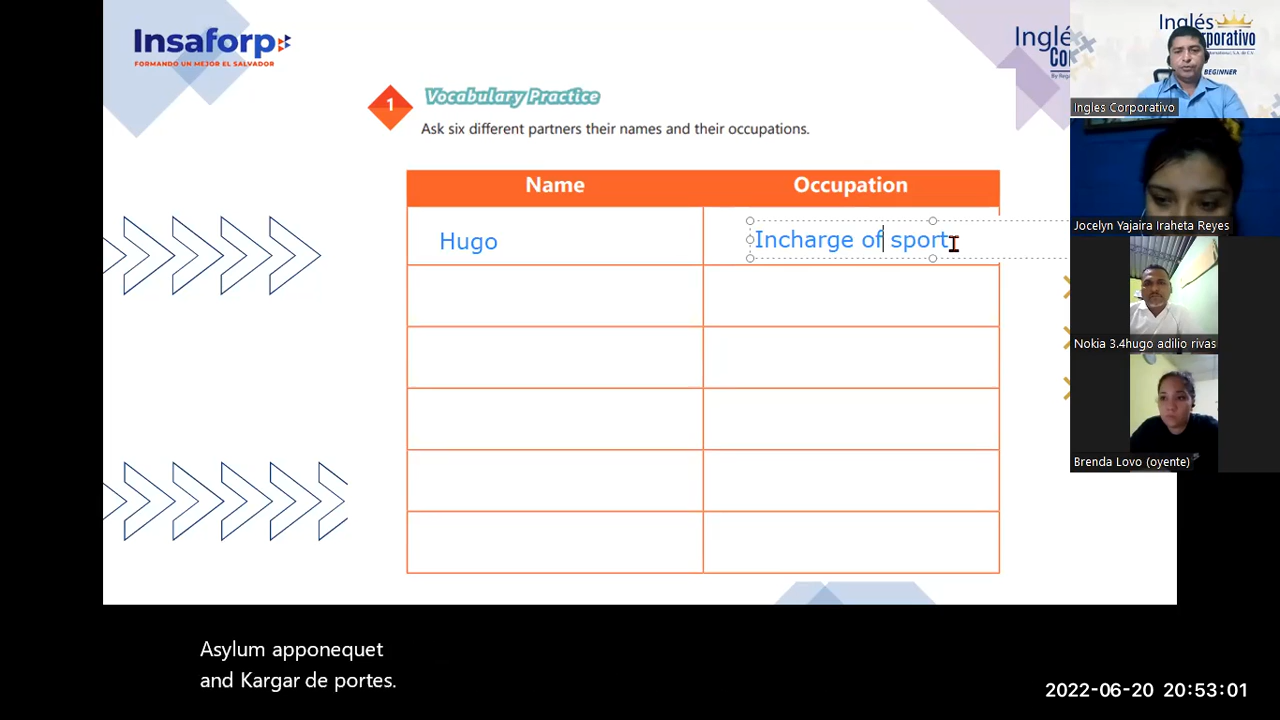 Insaforp
FORMANDO UN MEJOR EL SALVADOR
Inglés
Corporativo
BEGINNER
Ingles Corporativo
1
Vocabulary Practice
Ask six different partners their names and their occupations.
Name
Occupation
Hugo
Incharge of sport
Jocelyn Yajaira Iraheta Reyes
Nokia 3.4hugo adilio rivas
Brenda Lovo (oyente)
Asylum apponequet
and Kargar de portes.
2022-06-20 20:53:01